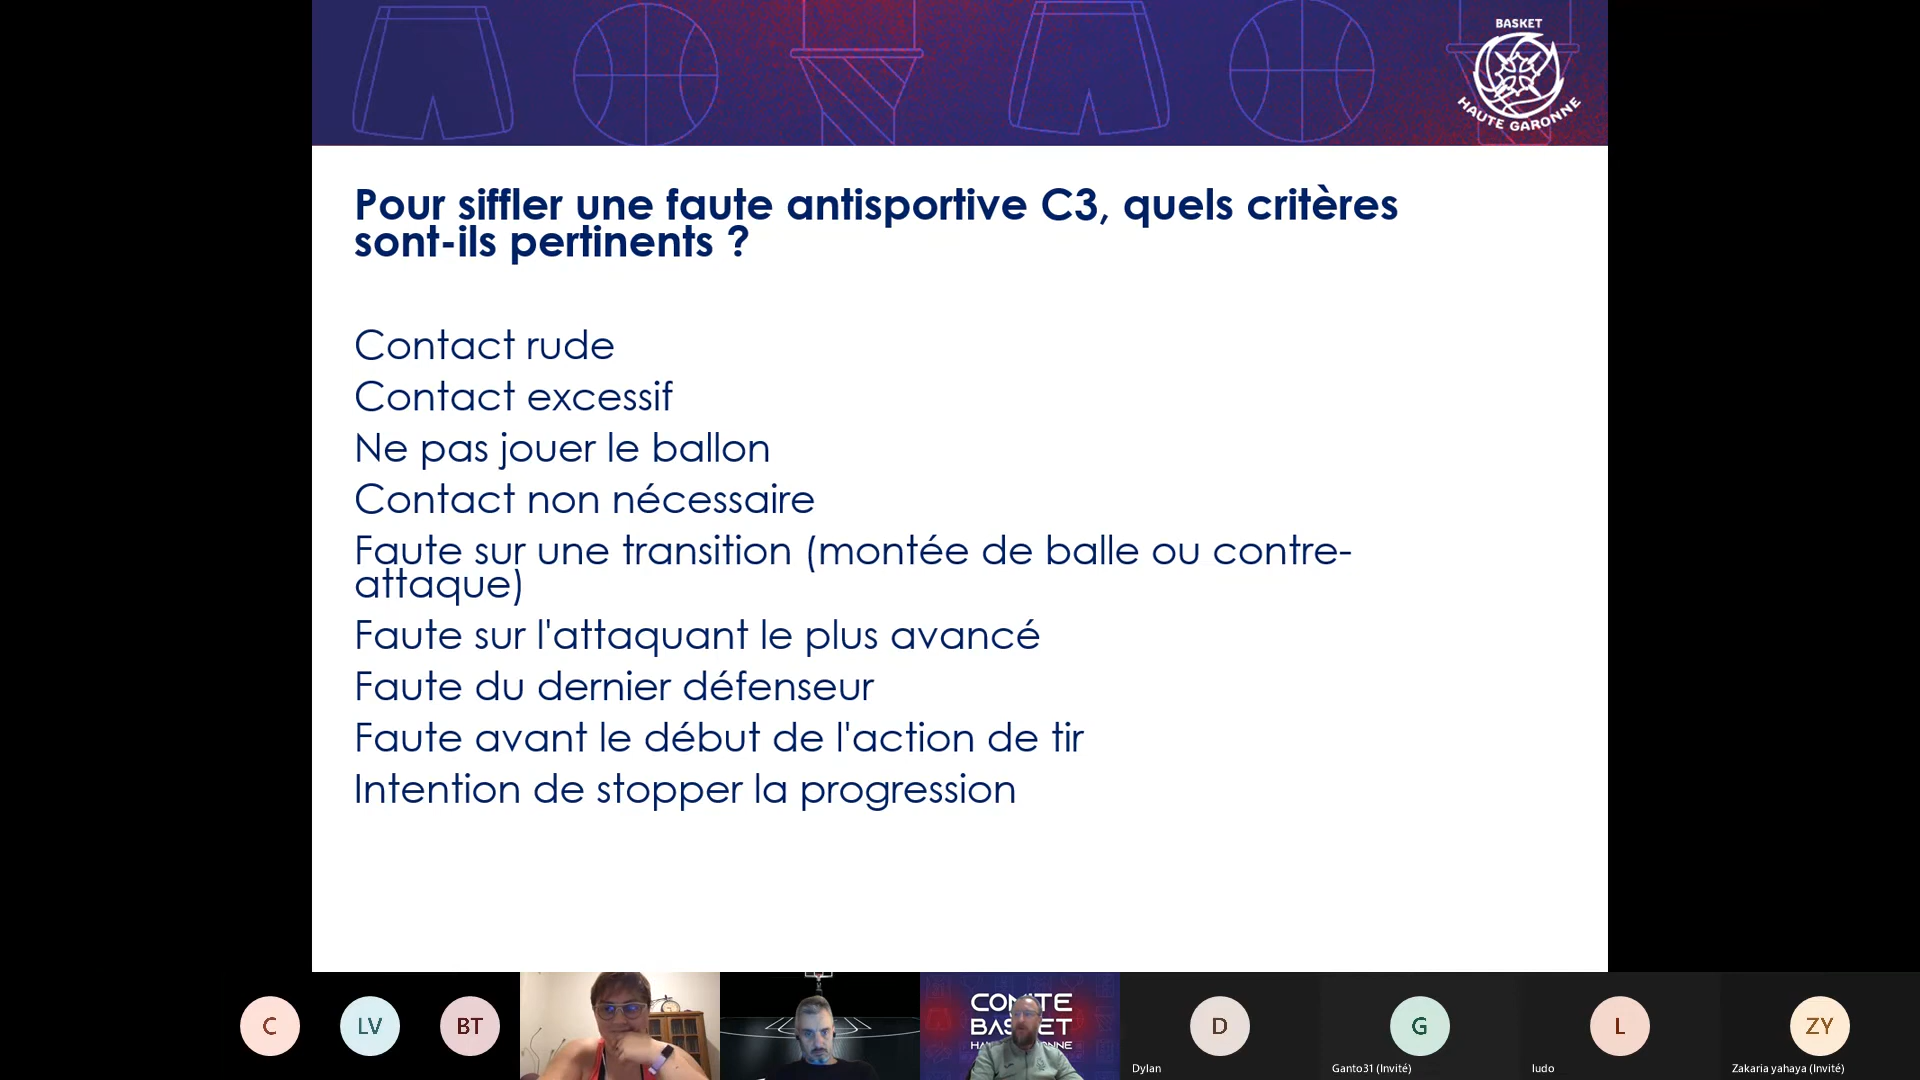 BASKET
HAUTE GARONNE
Pour siffler une faute antisportive C3, quels critères
sont-ils pertinents ?
Contact rude
Contact excessif
Ne pas jouer le ballon
Contact non nécessaire
Faute sur une transition (montée de balle ou contre-
attaque)
Faute sur l'attaquant le plus avancé
Faute du dernier défenseur
Faute avant le début de l'action de tir
Intention de stopper la progression
C
LV
BT
D
G
L
ZY
Dylan
Ganto31 (Invité)
ludo
Zakaria yahaya (Invité)